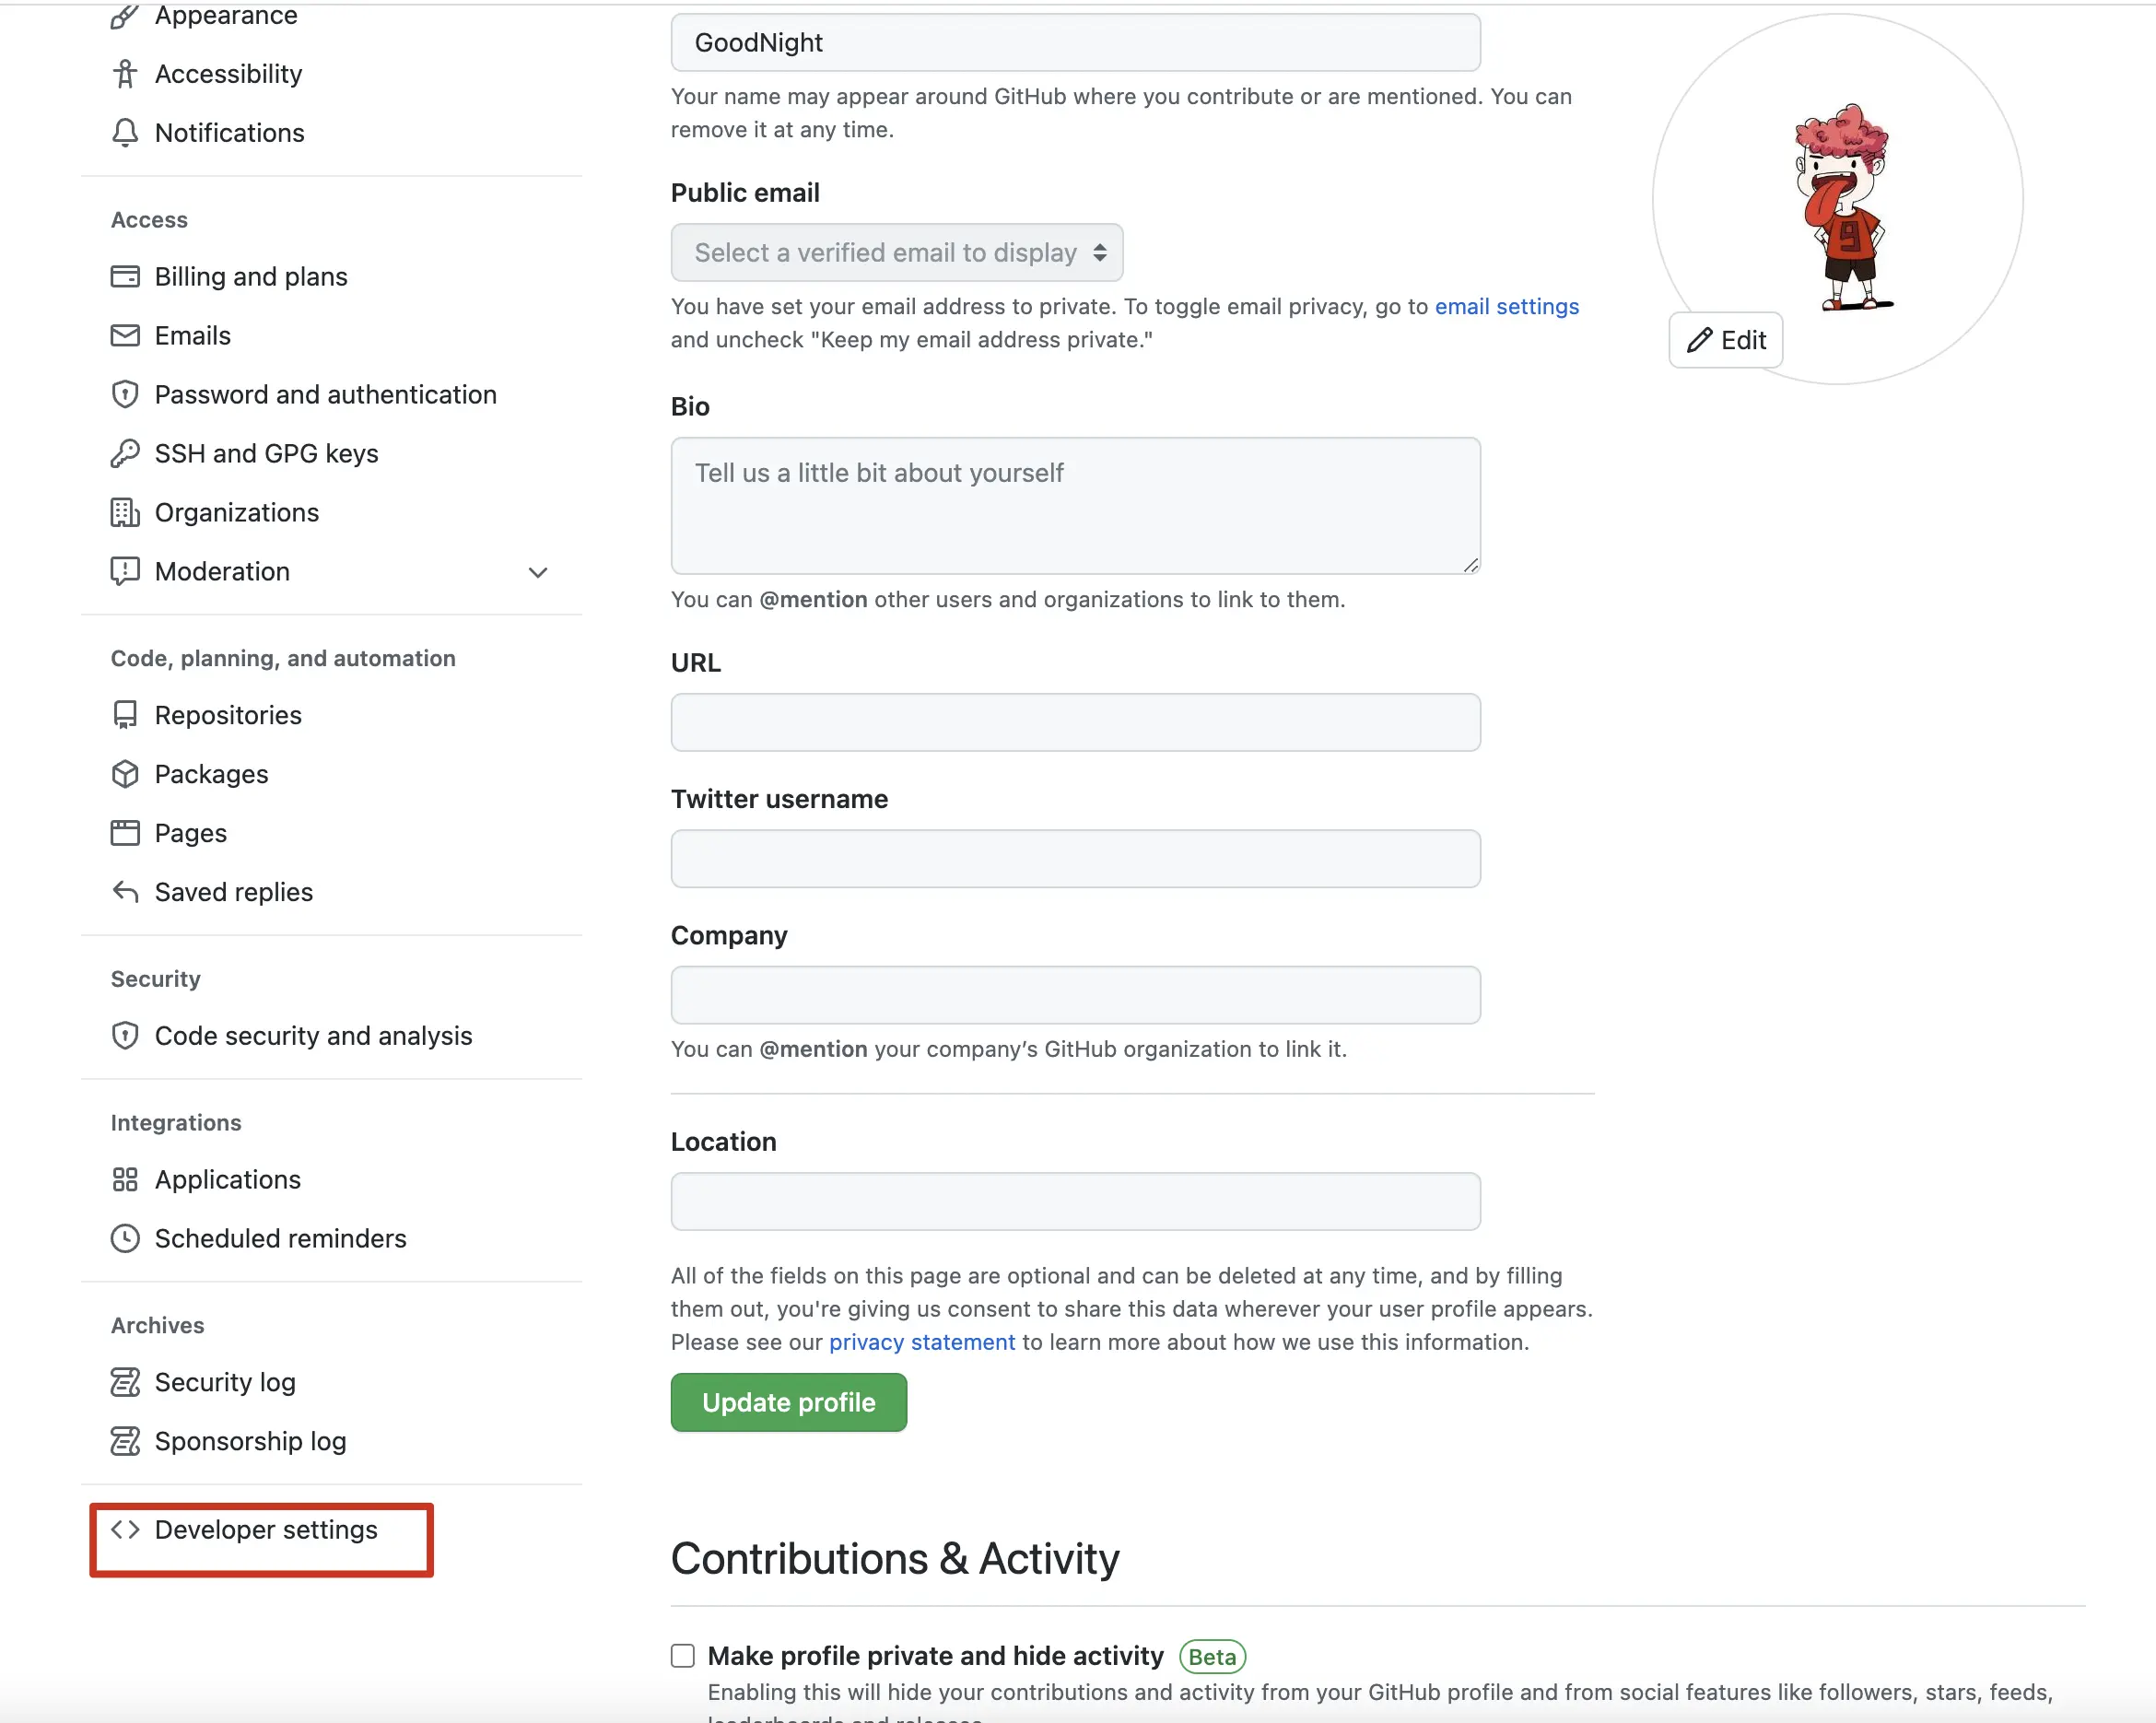 Appearance
Accessibility
Notifications
Access
Billing and plans
Emails
Password and authentication
SSH and GPG keys
Organizations
Moderation
Code, planning, and automation
Repositories
Packages
Pages
Saved replies
Security
Code security and analysis
Integrations
Applications
Scheduled reminders
Archives
Security log
Sponsorship log
Developer settings
GoodNight
Your name may appear around GitHub where you contribute or are mentioned. You can
remove it at any time.
Public email
Select a verified email to display
You have set your email address to private. To toggle email privacy, go to email settings
and uncheck "Keep my email address private."
Bio
Tell us a little bit about yourself
You can @mention other users and organizations to link to them.
URL
Twitter username
Company
You can @mention your company’s GitHub organization to link it.
Location
All of the fields on this page are optional and can be deleted at any time, and by filling
them out, you're giving us consent to share this data wherever your user profile appears.
Please see our privacy statement to learn more about how we use this information.
Update profile
Contributions & Activity
Make profile private and hide activity Beta
Enabling this will hide your contributions and activity from your GitHub profile and from social features like followers, stars, feeds,
leaderboards and releases.
9
Edit